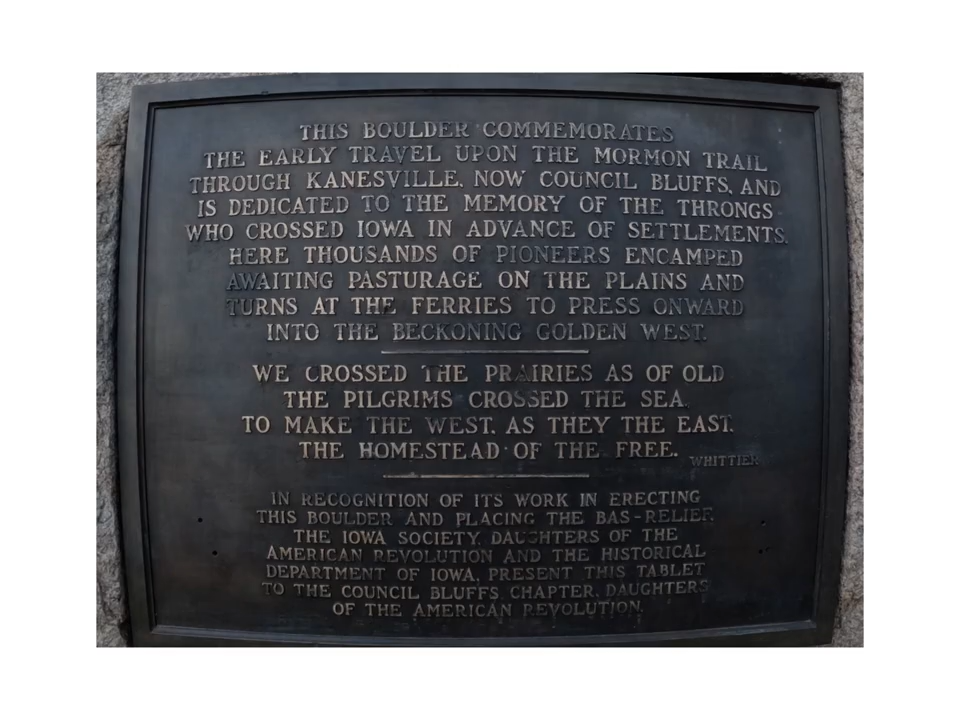 THIS BOULDER COMMEMORATES
THE EARLY TRAVEL UPON THE MORMON TRAIL
THROUGH KANESVILLE, NOW COUNCIL BLUFFS, AND
IS DEDICATED TO THE MEMORY OF THE THRONGS
WHO CROSSED IOWA IN ADVANCE OF SETTLEMENTS.
HERE THOUSANDS OF PIONEERS ENCAMPED
AWAITING PASTURAGE ON THE PLAINS AND
TURNS AT THE FERRIES TO PRESS ONWARD
INTO THE BECKONING GOLDEN WEST.
WE CROSSED THE PRAIRIES AS OF OLD
THE PILGRIMS CROSSED THE SEA,
TO MAKE THE WEST, AS THEY THE EAST,
THE HOMESTEAD OF THE FREE.
WHITTIER
IN RECOGNITION OF ITS WORK IN ERECTING
THIS BOULDER AND PLACING THE BAS-RELIEF,
THE IOWA SOCIETY, DAUGHTERS OF THE
AMERICAN REVOLUTION AND THE HISTORICAL
DEPARTMENT OF IOWA, PRESENT THIS TABLET
TO THE COUNCIL BLUFFS CHAPTER, DAUGHTERS
OF THE AMERICAN REVOLUTION.